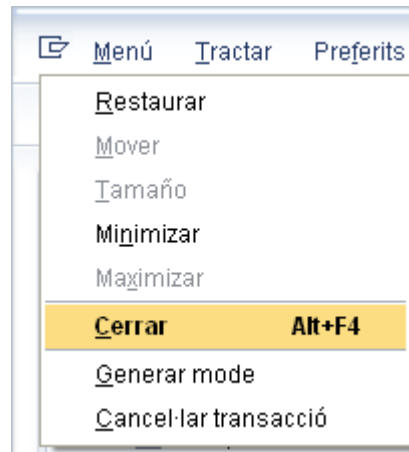 Menú Tractar Preferits
Restaurar
Mover
Tamaño
Minimizar
Maximizar
Cerrar Alt+F4
Generar mode
Cancel·lar transacció